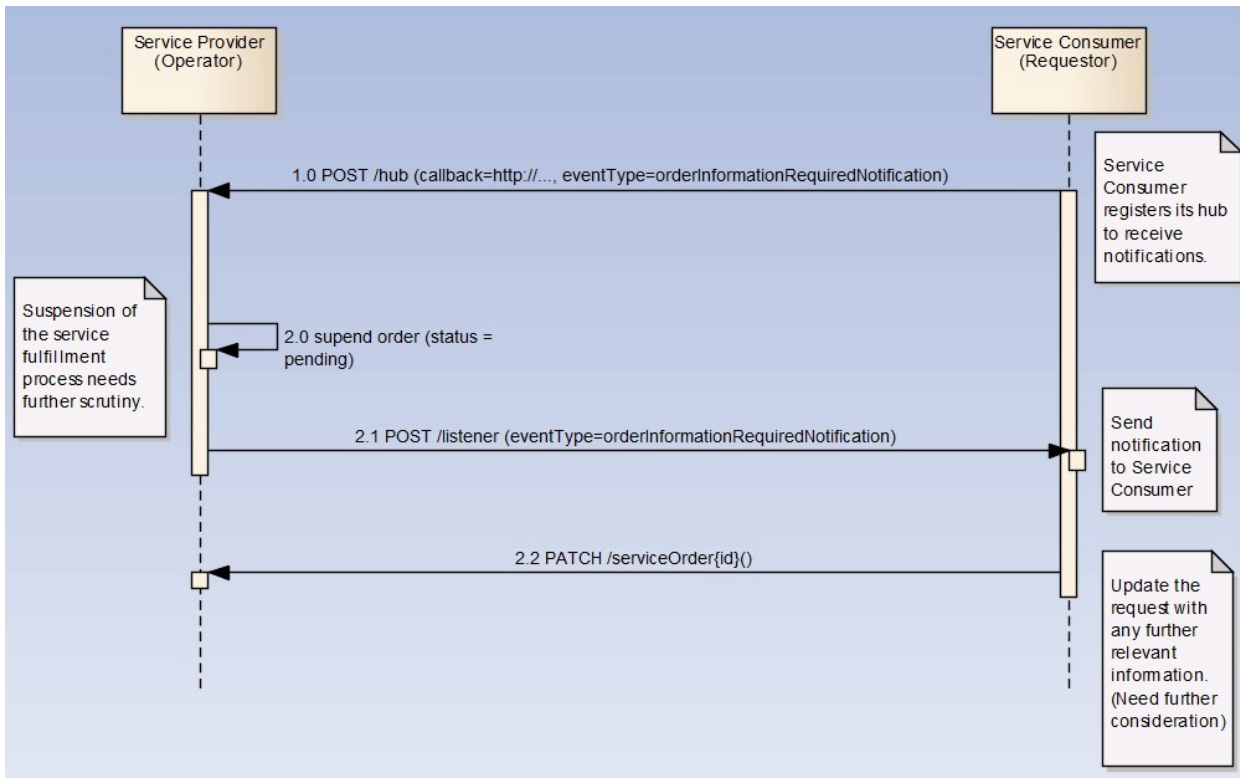 Service Provider
(Operator)
Service Consumer
(Requestor)
1.0 POST /hub (callback=http://..., eventType=orderInformationRequiredNotification)
Service
Consumer
registers its hub
to receive
notifications.
Suspension of
the service
fulfillment
process needs
further scrutiny.
2.0 supend order (status =
pending)
2.1 POST /listener (eventType=orderInformationRequiredNotification)
Send
notification
to Service
Consumer
2.2 PATCH /serviceOrder{id}()
Update the
request with
any further
relevant
information.
(Need further
consideration)